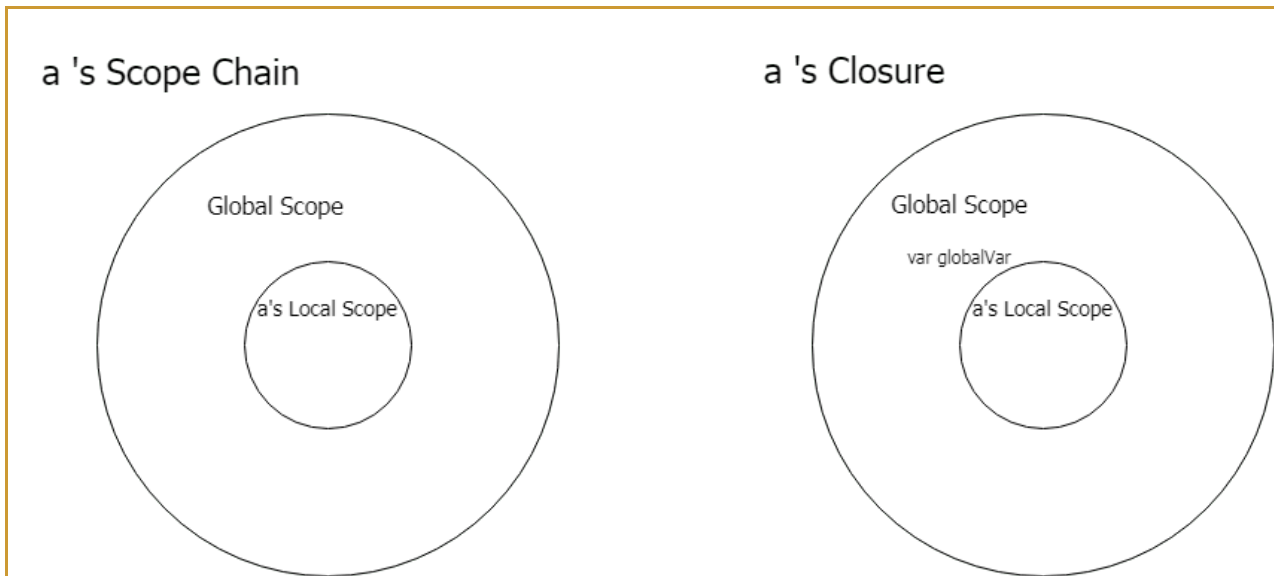 a 's Scope Chain
Global Scope
a's Local Scope
a 's Closure
Global Scope
var globalVar
a's Local Scope